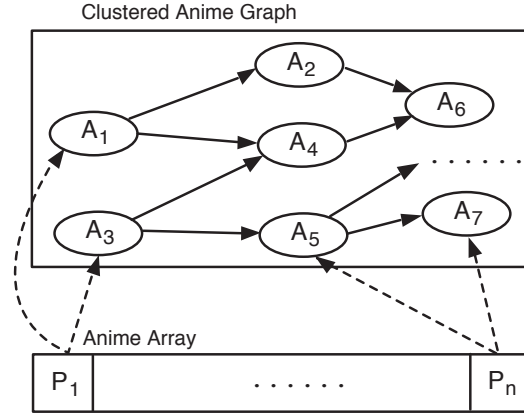 Clustered Anime Graph
A2
A6
A1
A4
. . . . . .
A3
A5
A7
Anime Array
P1 . . . . . . Pn